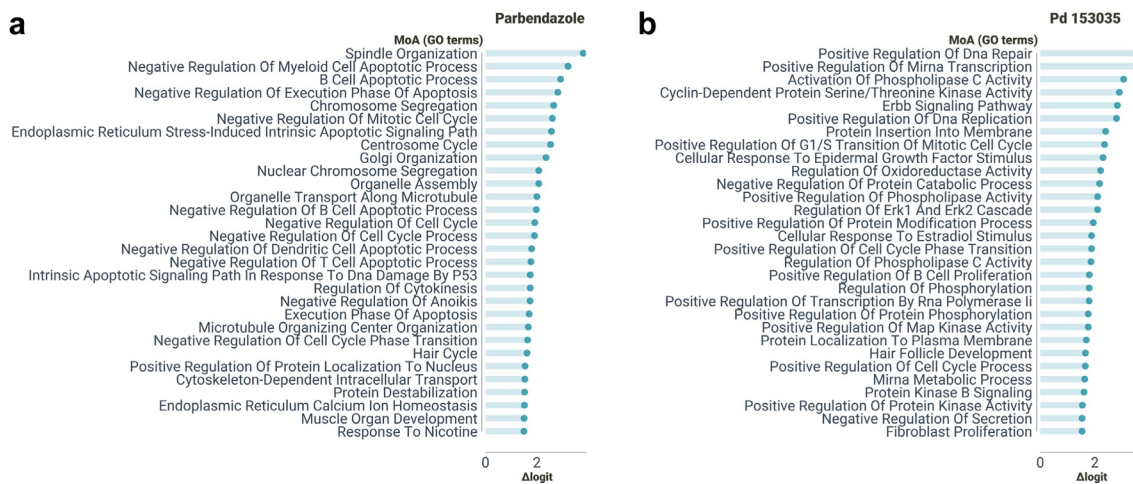 a
Parbendazole
MoA (GO terms)
Spindle Organization
Negative Regulation Of Myeloid Cell Apoptotic Process
B Cell Apoptotic Process
Negative Regulation Of Execution Phase Of Apoptosis
Chromosome Segregation
Negative Regulation Of Mitotic Cell Cycle
Endoplasmic Reticulum Stress-Induced Intrinsic Apoptotic Signaling Path
Centrosome Cycle
Golgi Organization
Nuclear Chromosome Segregation
Organelle Assembly
Organelle Transport Along Microtubule
Negative Regulation Of B Cell Apoptotic Process
Negative Regulation Of Cell Cycle
Negative Regulation Of Cell Cycle Process
Negative Regulation Of Dendritic Cell Apoptotic Process
Negative Regulation Of T Cell Apoptotic Process
Intrinsic Apoptotic Signaling Path In Response To Dna Damage By P53
Regulation Of Cytokinesis
Negative Regulation Of Anoikis
Execution Phase Of Apoptosis
Microtubule Organizing Center Organization
Negative Regulation Of Cell Cycle Phase Transition
Hair Cycle
Positive Regulation Of Protein Localization To Nucleus
Cytoskeleton-Dependent Intracellular Transport
Protein Destabilization
Endoplasmic Reticulum Calcium Ion Homeostasis
Muscle Organ Development
Response To Nicotine
0 2
Δlogit
b
Pd 153035
MoA (GO terms)
Positive Regulation Of Dna Repair
Positive Regulation Of Mirna Transcription
Activation Of Phospholipase C Activity
Cyclin-Dependent Protein Serine/Threonine Kinase Activity
Erbb Signaling Pathway
Positive Regulation Of Dna Replication
Protein Insertion Into Membrane
Positive Regulation Of G1/S Transition Of Mitotic Cell Cycle
Cellular Response To Epidermal Growth Factor Stimulus
Regulation Of Oxidoreductase Activity
Negative Regulation Of Protein Catabolic Process
Positive Regulation Of Phospholipase Activity
Regulation Of Erk1 And Erk2 Cascade
Positive Regulation Of Protein Modification Process
Cellular Response To Estradiol Stimulus
Positive Regulation Of Cell Cycle Phase Transition
Regulation Of Phospholipase C Activity
Positive Regulation Of B Cell Proliferation
Regulation Of Phosphorylation
Positive Regulation Of Transcription By Rna Polymerase Ii
Positive Regulation Of Protein Phosphorylation
Positive Regulation Of Map Kinase Activity
Protein Localization To Plasma Membrane
Hair Follicle Development
Positive Regulation Of Cell Cycle Process
Mirna Metabolic Process
Protein Kinase B Signaling
Positive Regulation Of Protein Kinase Activity
Negative Regulation Of Secretion
Fibroblast Proliferation
0 2
Δlogit